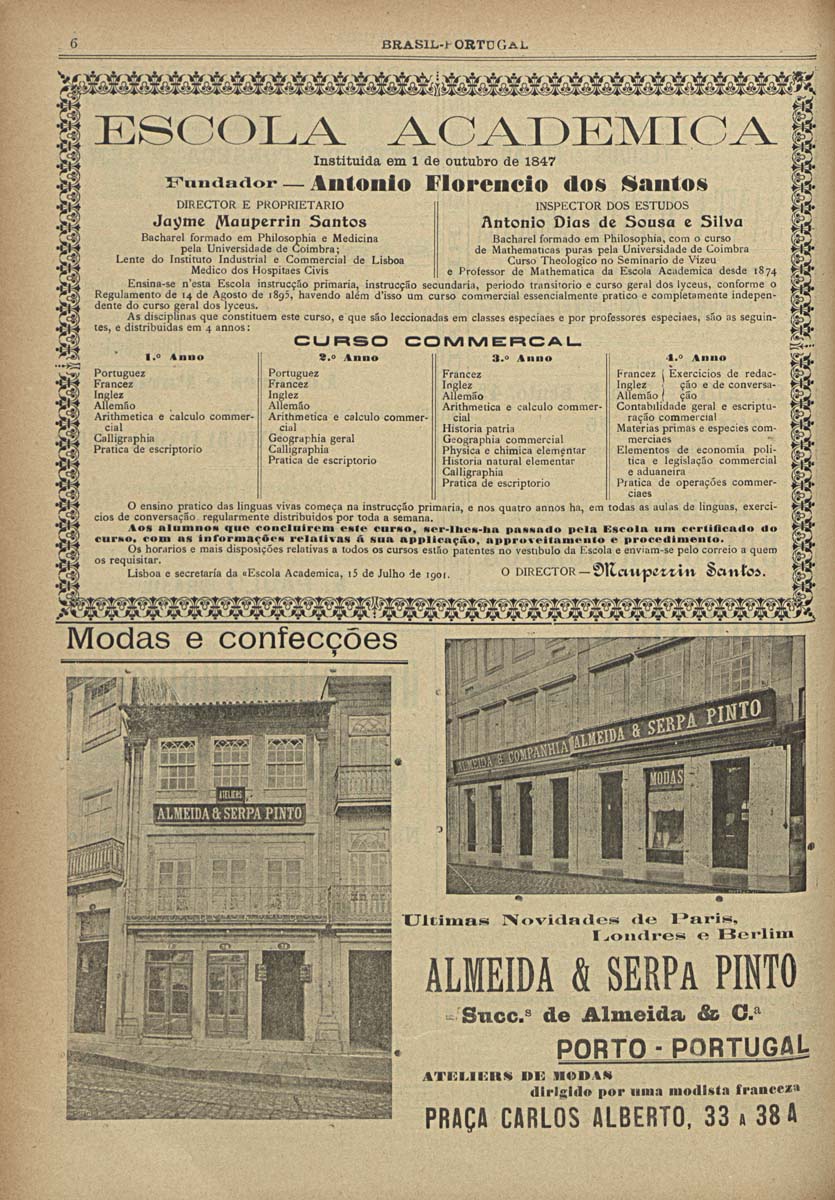 6
BRASIL-PORTUGAL
ESCOLA ACADEMICA
Instituida em 1 de outubro de 1847
Fundador — Antonio Florencio dos Santos
DIRECTOR E PROPRIETARIO
Jayme Mauperrin Santos
Bacharel formado em Philosophia e Medicina
pela Universidade de Coimbra;
Lente do Instituto Industrial e Commercial de Lisboa
Medico dos Hospitaes Civis
INSPECTOR DOS ESTUDOS
Antonio Dias de Sousa e Silva
Bacharel formado em Philosophia, com o curso
de Mathematicas puras pela Universidade de Coimbra
Curso Theologico no Seminario de Vizeu
e Professor de Mathematica da Escola Academica desde 1874
Ensina-se n'esta Escola instrucção primaria, instrucção secundaria, periodo transitorio e curso geral dos lyceus, conforme o
Regulamento de 14 de Agosto de 1895, havendo além d'isso um curso commercial essencialmente pratico e completamente indepen-
dente do curso geral dos lyceus.
As disciplinas que constituem este curso, e que são leccionadas em classes especiaes e por professores especiaes, são as seguin-
tes, e distribuidas em 4 annos:
CURSO COMMERCAL
1.º Anno
Portuguez
Francez
Inglez
Allemão
Arithmetica e calculo commer-
cial
Calligraphia
Pratica de escriptorio
2.º Anno
Portuguez
Francez
Inglez
Allemão
Arithmetica e calculo commer-
cial
Geographia geral
Calligraphia
Pratica de escriptorio
3.º Anno
Francez
Inglez
Allemão
Arithmetica e calculo commer-
cial
Historia patria
Geographia commercial
Physica e chimica elementar
Historia natural elementar
Calligraphia
Pratica de escriptorio
4.º Anno
Francez { Exercicios de redac-
Inglez { ção e de conversa-
Allemão { ção
Contabilidade geral e escriptu-
ração commercial
Materias primas e especies com-
merciaes
Elementos de economia poli-
tica e legislação commercial
e aduaneira
Pratica de operações commer-
ciaes
O ensino pratico das linguas vivas começa na instrucção primaria, e nos quatro annos ha, em todas as aulas de linguas, exerci-
cios de conversação regularmente distribuidos por toda a semana.
Aos alumnos que concluirem este curso, ser-lhes-ha passado pela Escola um certificado do
curso, com as informações relativas á sua applicação, approveitamento e procedimento.
Os horarios e mais disposições relativas a todos os cursos estão patentes no vestibulo da Escola e enviam-se pelo correio a quem
os requisitar.
Lisboa e secretaría da «Escola Academica, 15 de Julho de 1901.
O DIRECTOR — Mauperrin Santos.
Modas e confecções
ATELIERS
ALMEIDA & SERPA PINTO
ALMEIDA & COMPANHIA
ALMEIDA & SERPA PINTO
MODAS
Ultimas Novidades de Paris,
Londres e Berlim
ALMEIDA & SERPA PINTO
Succ.s de Almeida & C.a
PORTO - PORTUGAL
ATELIERS DE MODAS
dirigido por uma modista franceza
PRAÇA CARLOS ALBERTO, 33 A 38 A